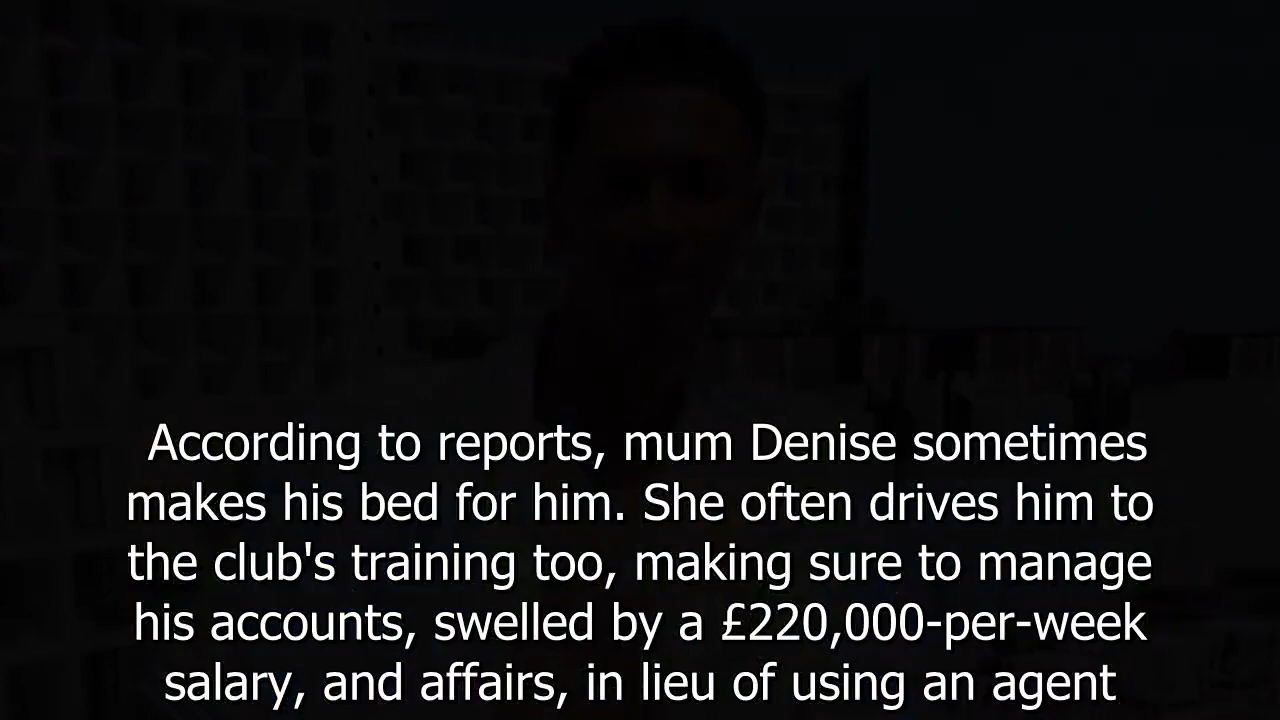 According to reports, mum Denise sometimes
makes his bed for him. She often drives him to
the club's training too, making sure to manage
his accounts, swelled by a £220,000-per-week
salary, and affairs, in lieu of using an agent